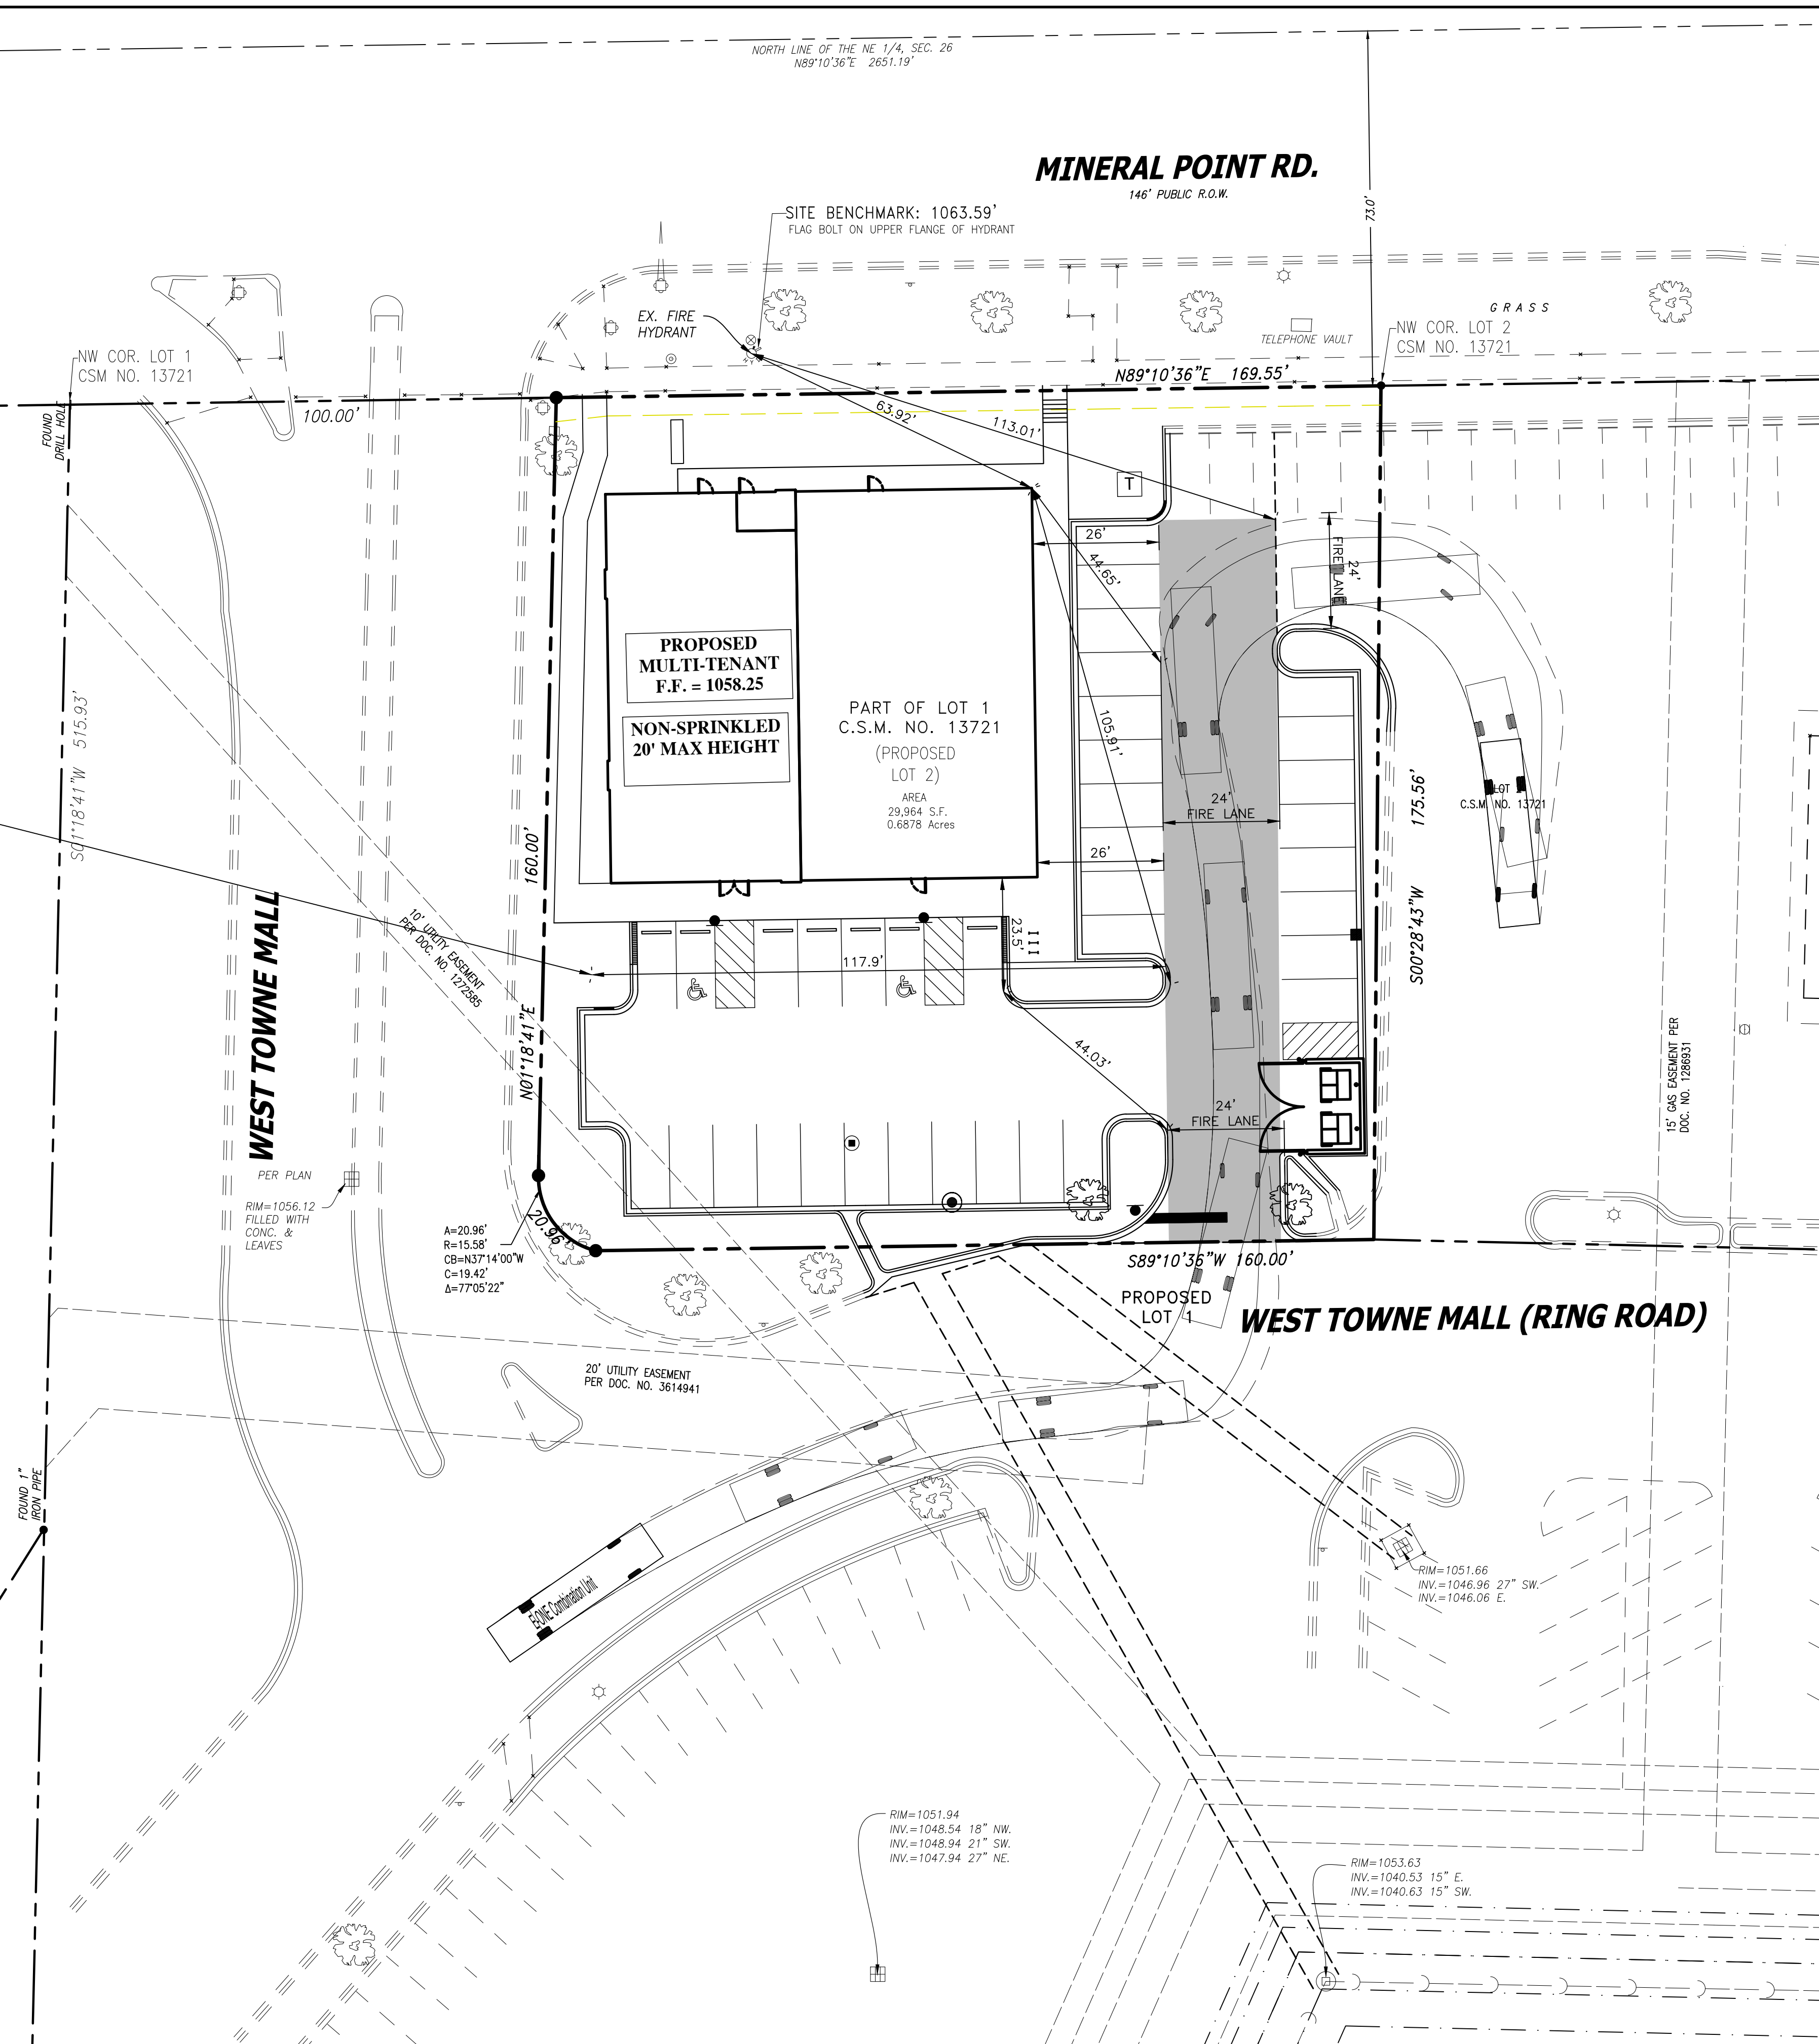 NORTH LINE OF THE NE 1/4, SEC. 26
N89°10'36"E 2651.19'
MINERAL POINT RD.
146' PUBLIC R.O.W.
73.0'
SITE BENCHMARK: 1063.59'
FLAG BOLT ON UPPER FLANGE OF HYDRANT
EX. FIRE
HYDRANT
GRASS
TELEPHONE VAULT
NW COR. LOT 1
CSM NO. 13721
NW COR. LOT 2
CSM NO. 13721
FOUND
DRILL HOLE
100.00'
N89°10'36"E 169.55'
63.92'
113.01'
T
26'
44.65'
24'
FIRE LANE
PROPOSED
MULTI-TENANT
F.F. = 1058.25
NON-SPRINKLED
20' MAX HEIGHT
PART OF LOT 1
C.S.M. NO. 13721
(PROPOSED
LOT 2)
AREA
29,964 S.F.
0.6878 Acres
105.91'
24'
FIRE LANE
26'
S01°18'41"W 515.93'
160.00'
N01°18'41"E
175.56'
S00°28'43"W
LOT
C.S.M. NO. 13721
WEST TOWNE MALL
10' UTILITY EASEMENT
PER DOC. NO. 1272585
23.5'
117.9'
44.03'
24'
FIRE LANE
15' GAS EASEMENT PER
DOC. NO. 1286931
PER PLAN
RIM=1056.12
FILLED WITH
CONC. &
LEAVES
A=20.96'
R=15.58'
CB=N37°14'00"W
C=19.42'
Δ=77°05'22"
20.96'
S89°10'36"W 160.00'
PROPOSED
LOT 1
WEST TOWNE MALL (RING ROAD)
20' UTILITY EASEMENT
PER DOC. NO. 3614941
FOUND 1"
IRON PIPE
E-ONE Combination Unit
RIM=1051.66
INV.=1046.96 27" SW.
INV.=1046.06 E.
RIM=1051.94
INV.=1048.54 18" NW.
INV.=1048.94 21" SW.
INV.=1047.94 27" NE.
RIM=1053.63
INV.=1040.53 15" E.
INV.=1040.63 15" SW.